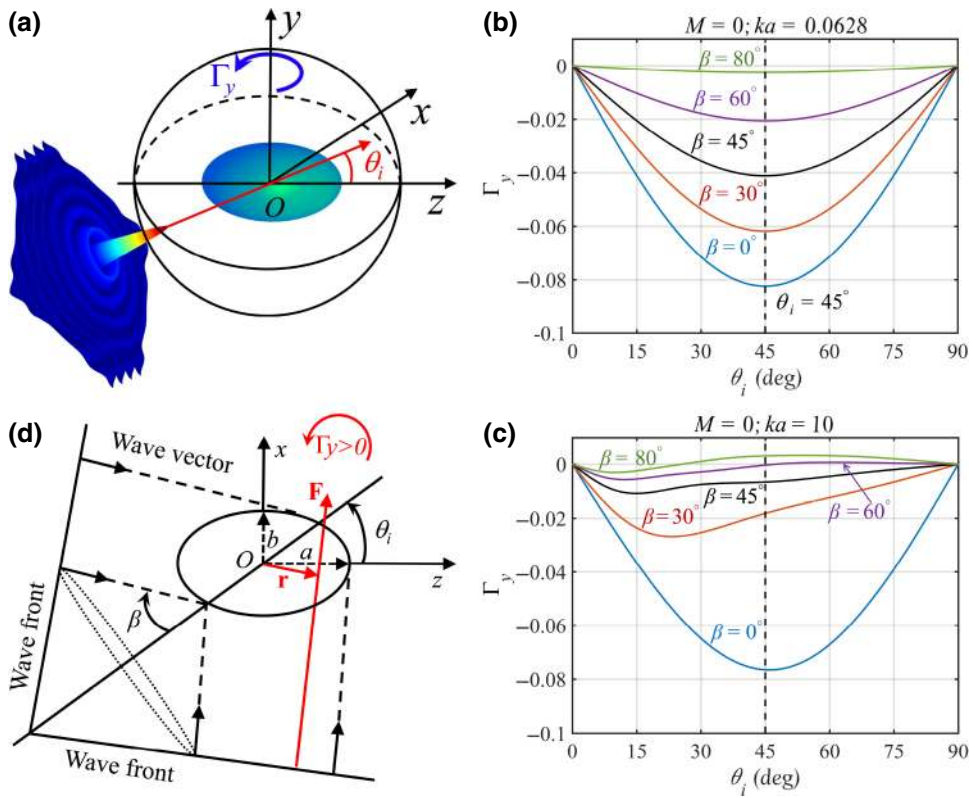 (a)
y
Γy
x
θi
O
z
(b)
M = 0; ka = 0.0628
β = 80°
β = 60°
β = 45°
β = 30°
β = 0°
θi = 45°
Γy
0
−0.02
−0.04
−0.06
−0.08
-0.1
0 15 30 45 60 75 90
θi (deg)
(d)
Wave vector
x
Γy>0
F
θi
b
O
a
z
r
β
Wave front
Wave front
(c)
M = 0; ka = 10
β = 80°
β = 45°
β = 60°
β = 30°
β = 0°
Γy
0
−0.02
−0.04
−0.06
−0.08
−0.1
0 15 30 45 60 75 90
θi (deg)